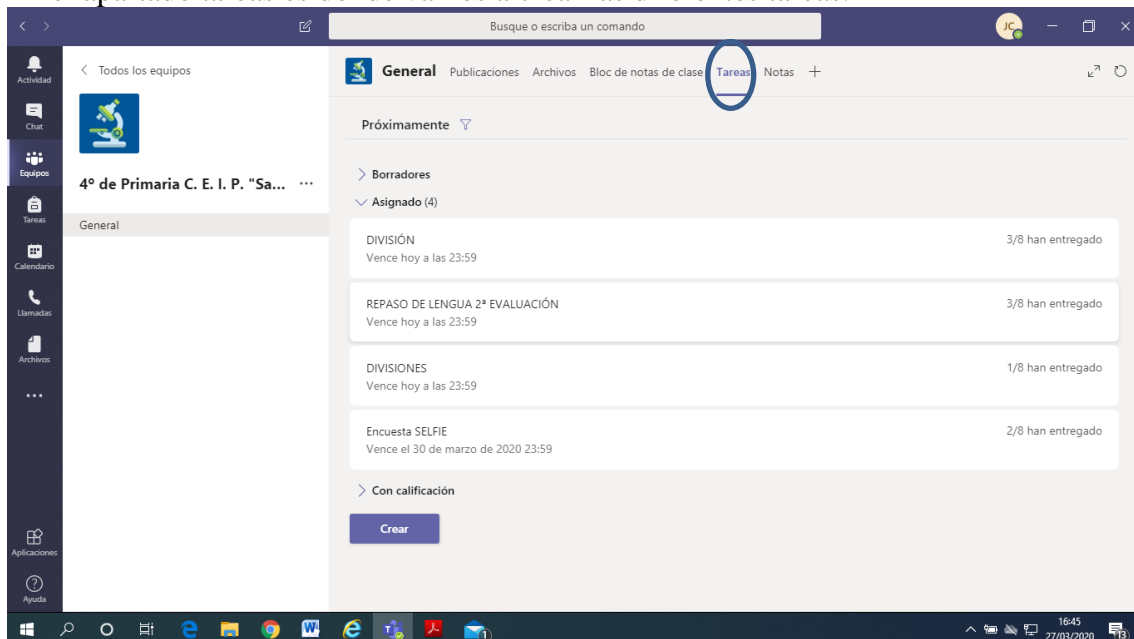 Busque o escriba un comando
JC
Actividad
Chat
Equipos
Tareas
Calendario
Llamadas
Archivos
Aplicaciones
Ayuda
Todos los equipos
4º de Primaria C. E. I. P. "Sa...
General
General Publicaciones Archivos Bloc de notas de clase Tareas Notas +
Próximamente
Borradores
Asignado (4)
DIVISIÓN 3/8 han entregado
Vence hoy a las 23:59
REPASO DE LENGUA 2ª EVALUACIÓN 3/8 han entregado
Vence hoy a las 23:59
DIVISIONES 1/8 han entregado
Vence hoy a las 23:59
Encuesta SELFIE 2/8 han entregado
Vence el 30 de marzo de 2020 23:59
Con calificación
Crear
16:45
27/03/2020